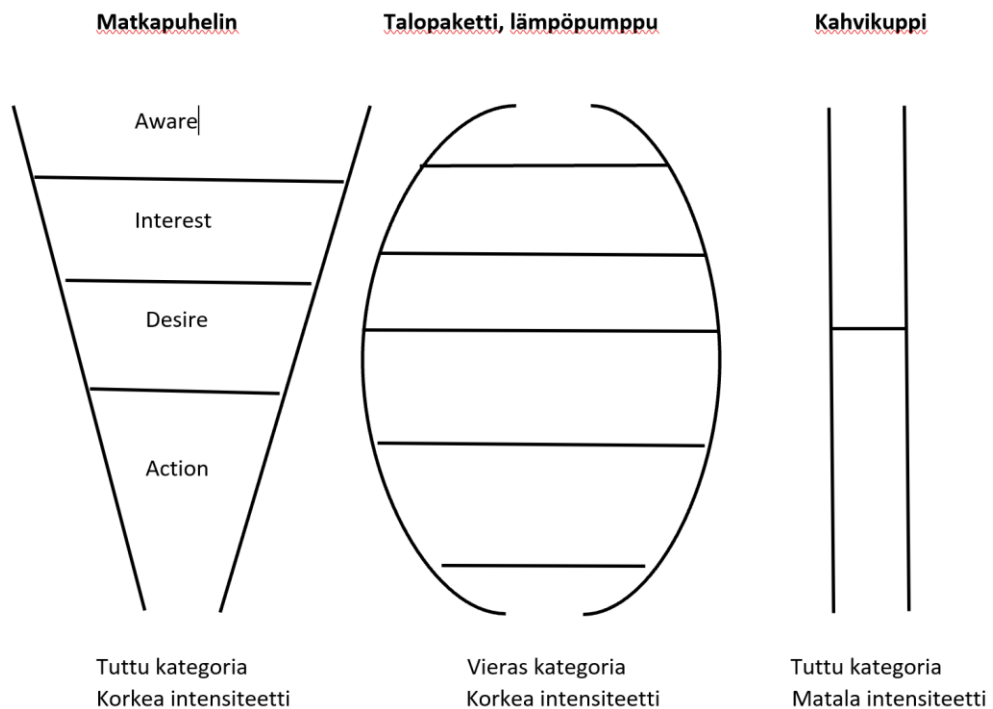 Matkapuhelin
Talopaketti, lämpöpumppu
Kahvikuppi
Aware
Interest
Desire
Action
Tuttu kategoria
Korkea intensiteetti
Vieras kategoria
Korkea intensiteetti
Tuttu kategoria
Matala intensiteetti